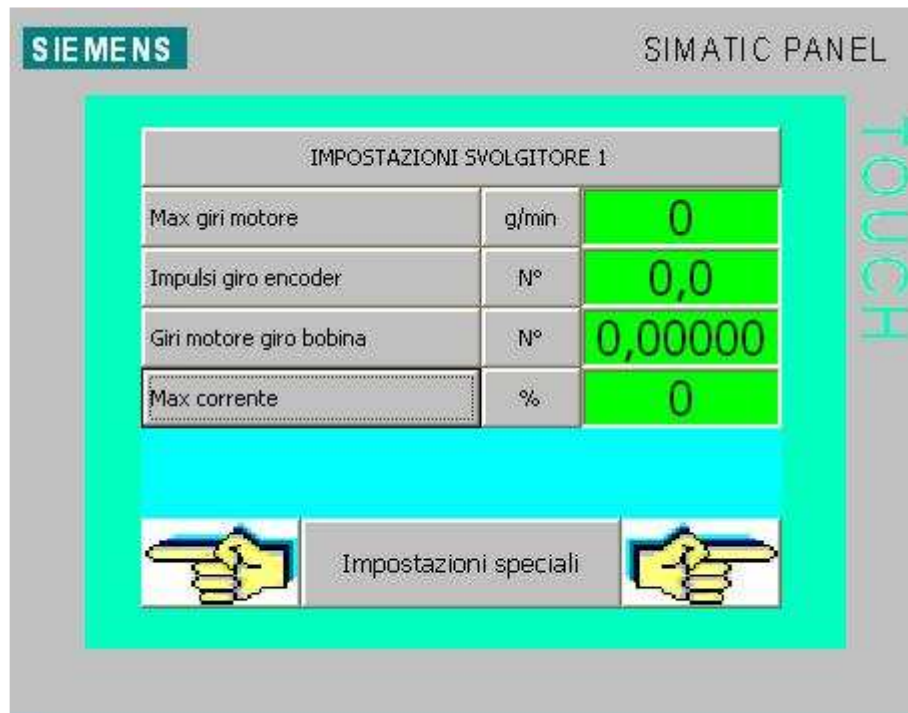 SIEMENS
SIMATIC PANEL
TOUCH
IMPOSTAZIONI SVOLGITORE 1
Max giri motore g/min 0
Impulsi giro encoder N° 0,0
Giri motore giro bobina N° 0,00000
Max corrente % 0
Impostazioni speciali